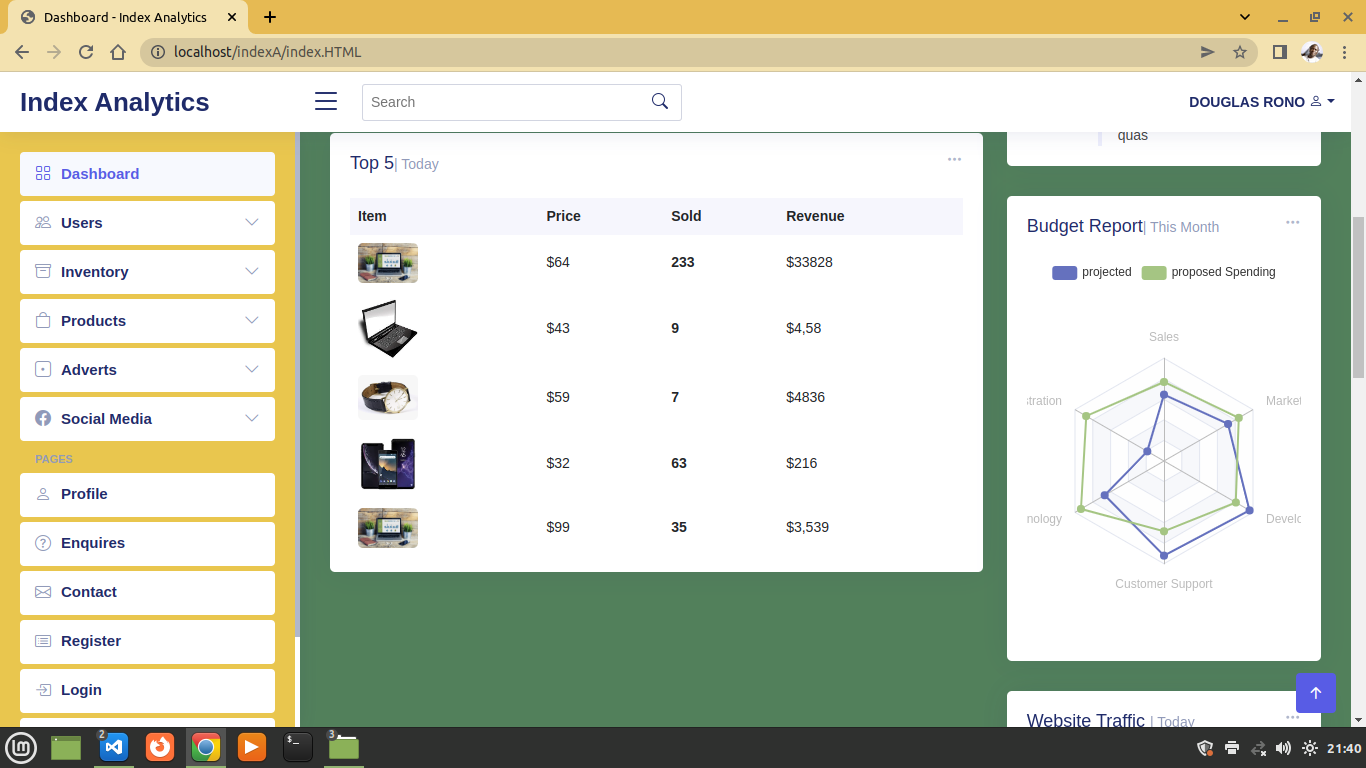 Dashboard - Index Analytics
localhost/indexA/index.HTML
Index Analytics
Search
DOUGLAS RONO
Dashboard
Users
Inventory
Products
Adverts
Social Media
PAGES
Profile
Enquires
Contact
Register
Login
Top 5| Today
Item Price Sold Revenue
$64 233 $33828
$43 9 $4,58
$59 7 $4836
$32 63 $216
$99 35 $3,539
quas
Budget Report| This Month
projected proposed Spending
Sales
stration Market
nology Develo
Customer Support
Website Traffic | Today
2
$_
3
21:40